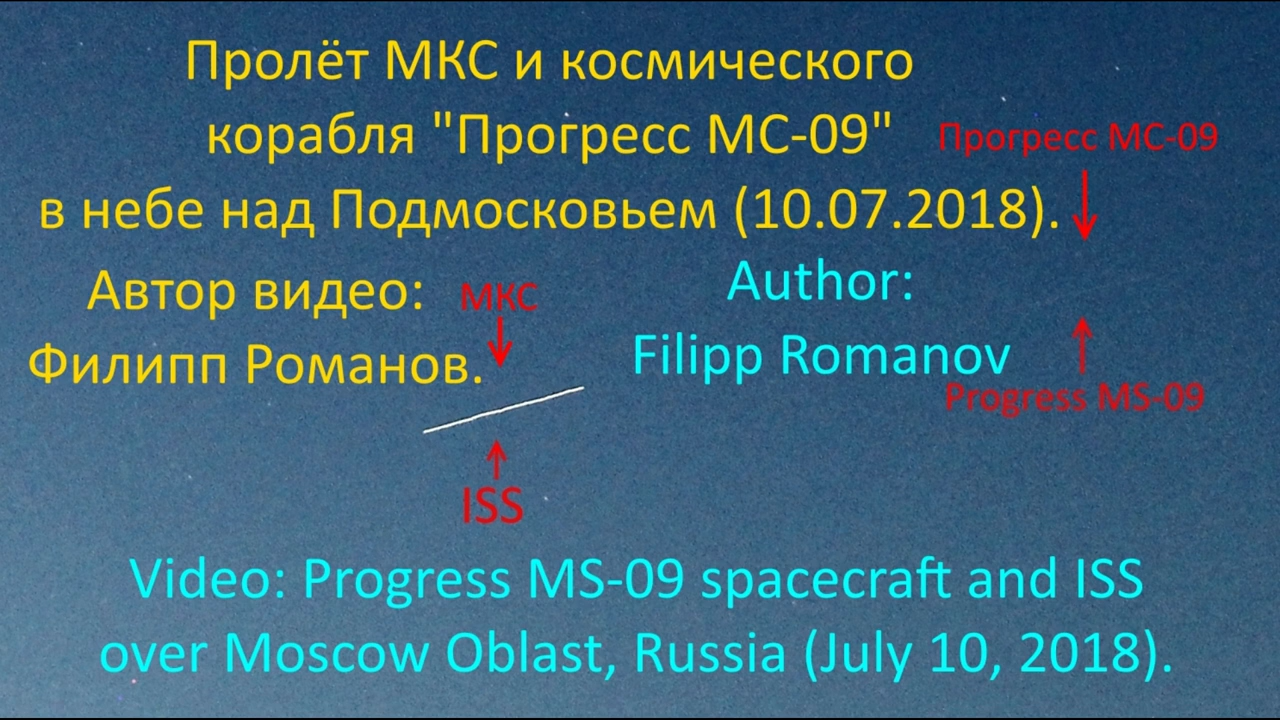 Пролёт МКС и космического
корабля "Прогресс МС-09"
Прогресс МС-09
в небе над Подмосковьем (10.07.2018).
Автор видео:
МКС
Филипп Романов.
Author:
Filipp Romanov
Progress MS-09
ISS
Video: Progress MS-09 spacecraft and ISS
over Moscow Oblast, Russia (July 10, 2018).